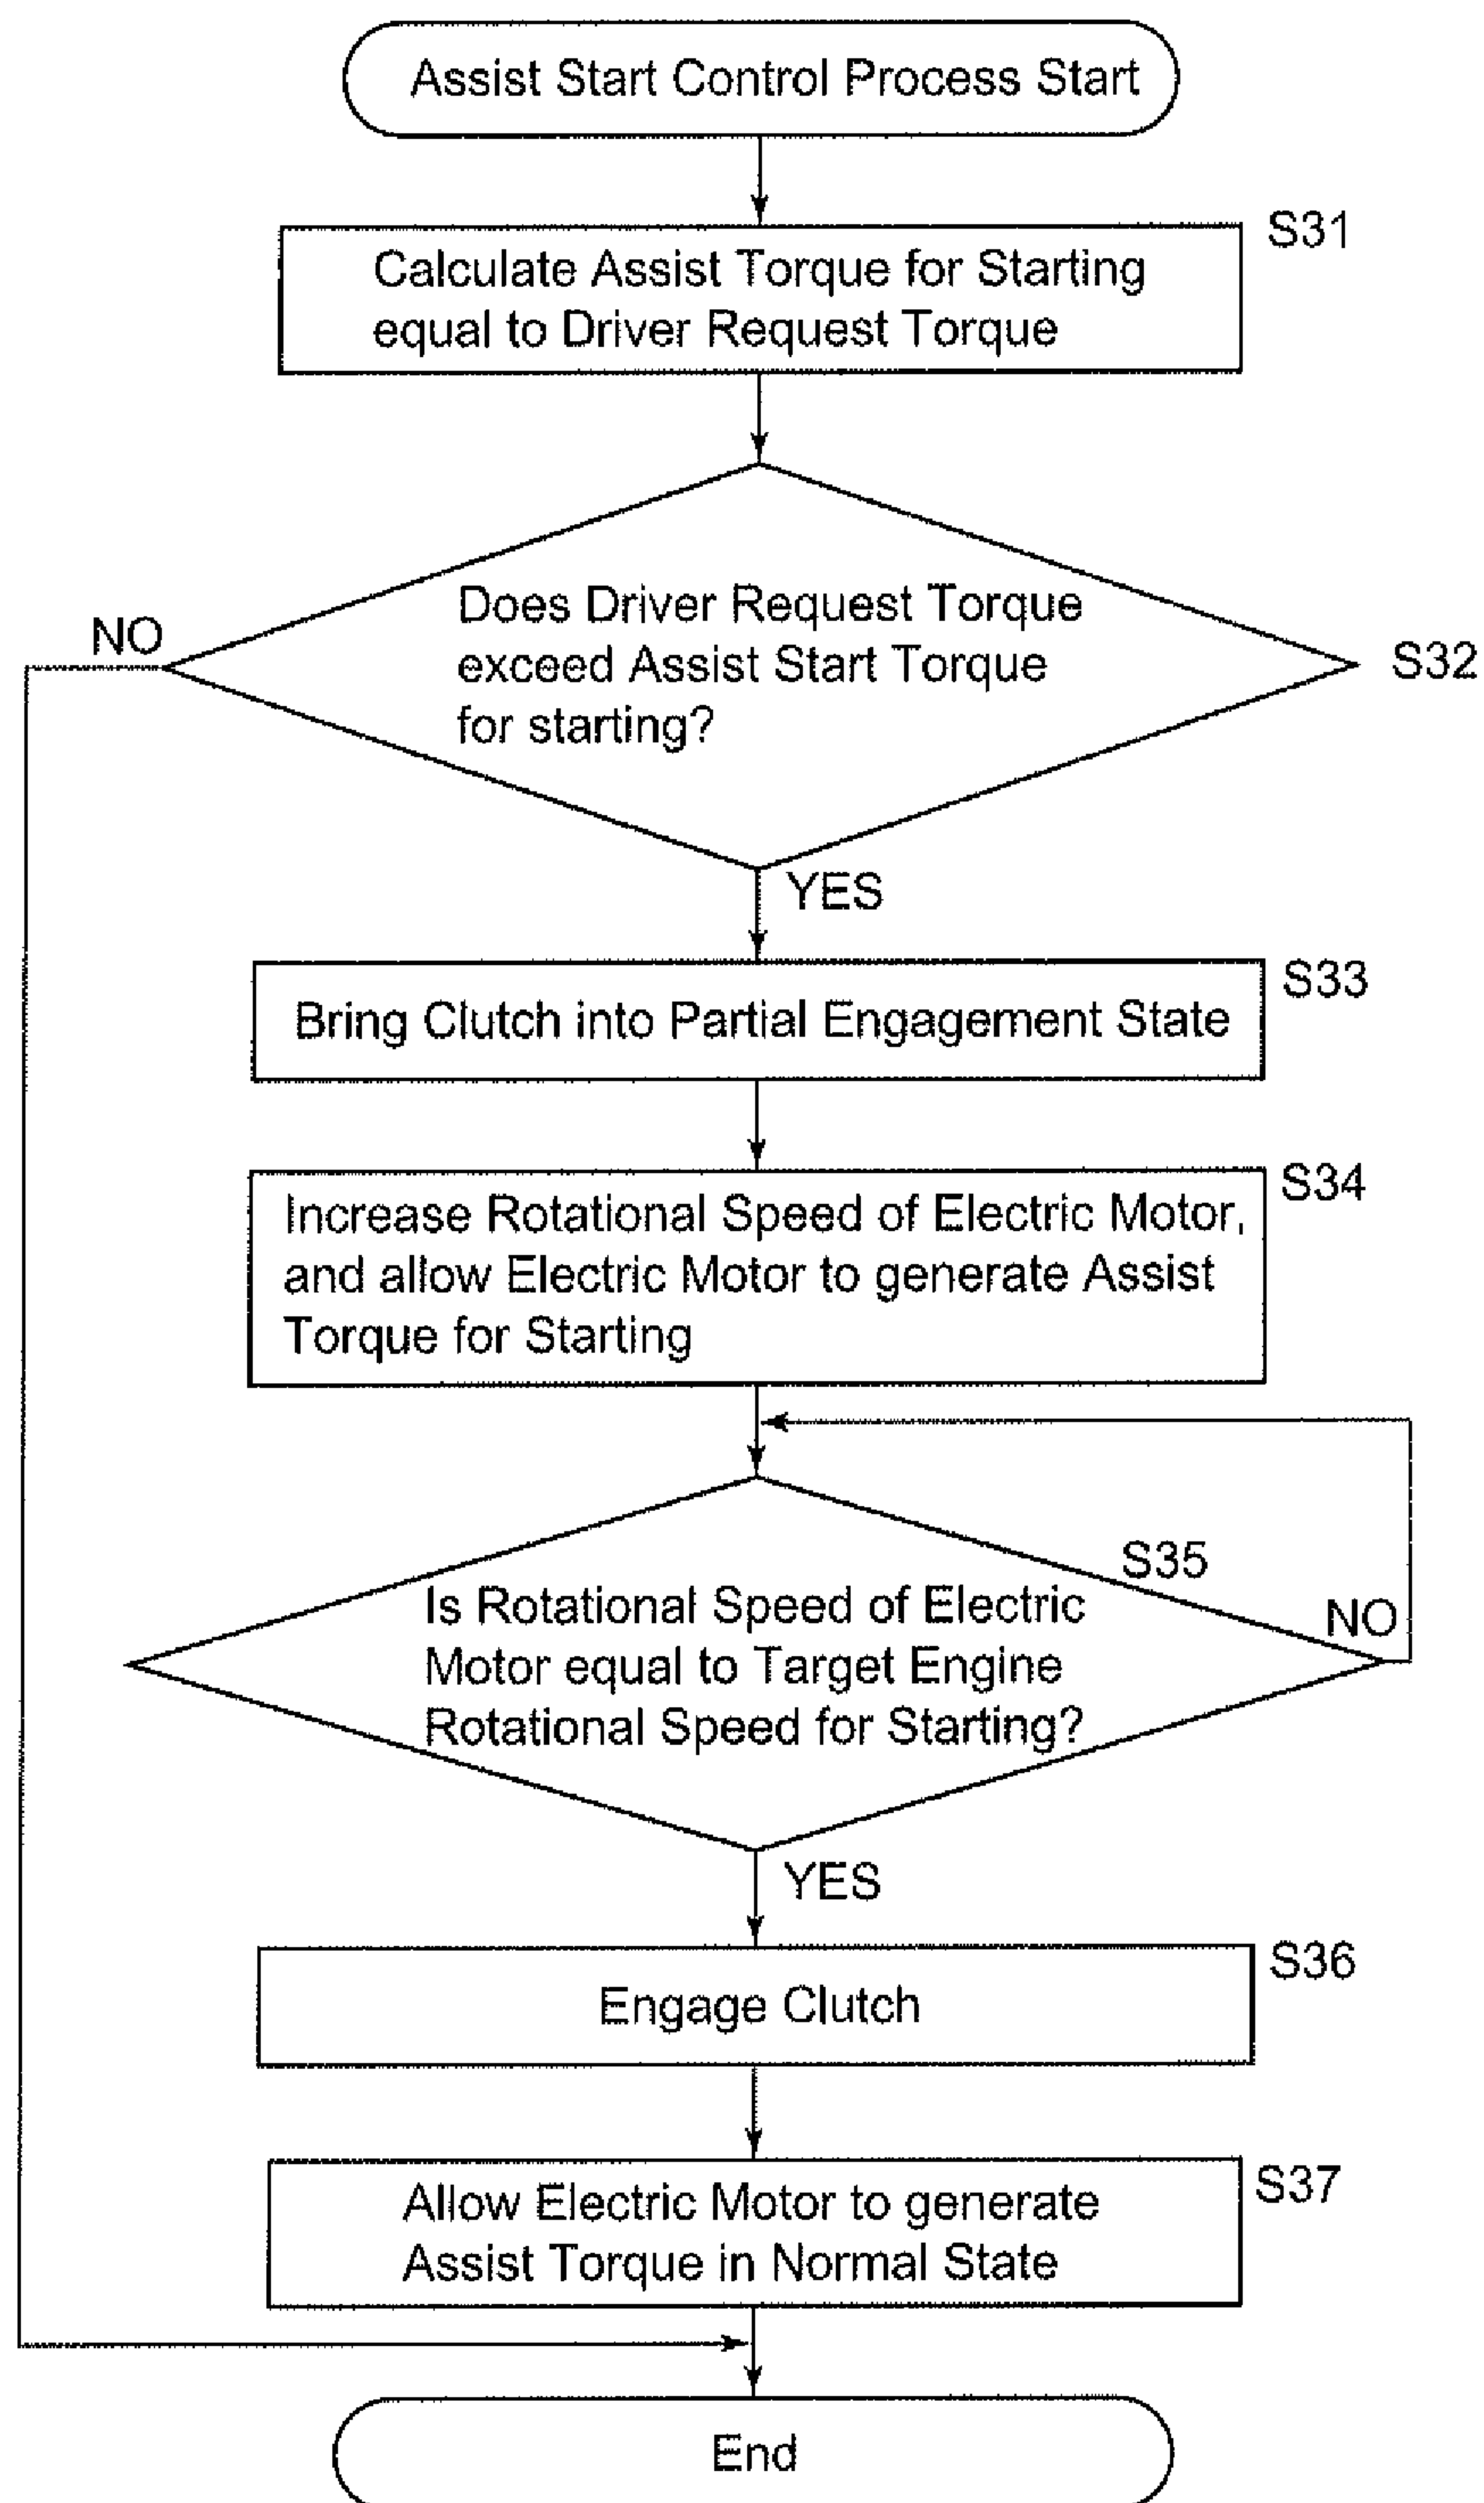 Assist Start Control Process Start
S31
Calculate Assist Torque for Starting
equal to Driver Request Torque
Does Driver Request Torque
exceed Assist Start Torque
for starting?
NO
S32
YES
S33
Bring Clutch into Partial Engagement State
S34
Increase Rotational Speed of Electric Motor,
and allow Electric Motor to generate Assist
Torque for Starting
S35
Is Rotational Speed of Electric
Motor equal to Target Engine
Rotational Speed for Starting?
NO
YES
S36
Engage Clutch
S37
Allow Electric Motor to generate
Assist Torque in Normal State
End